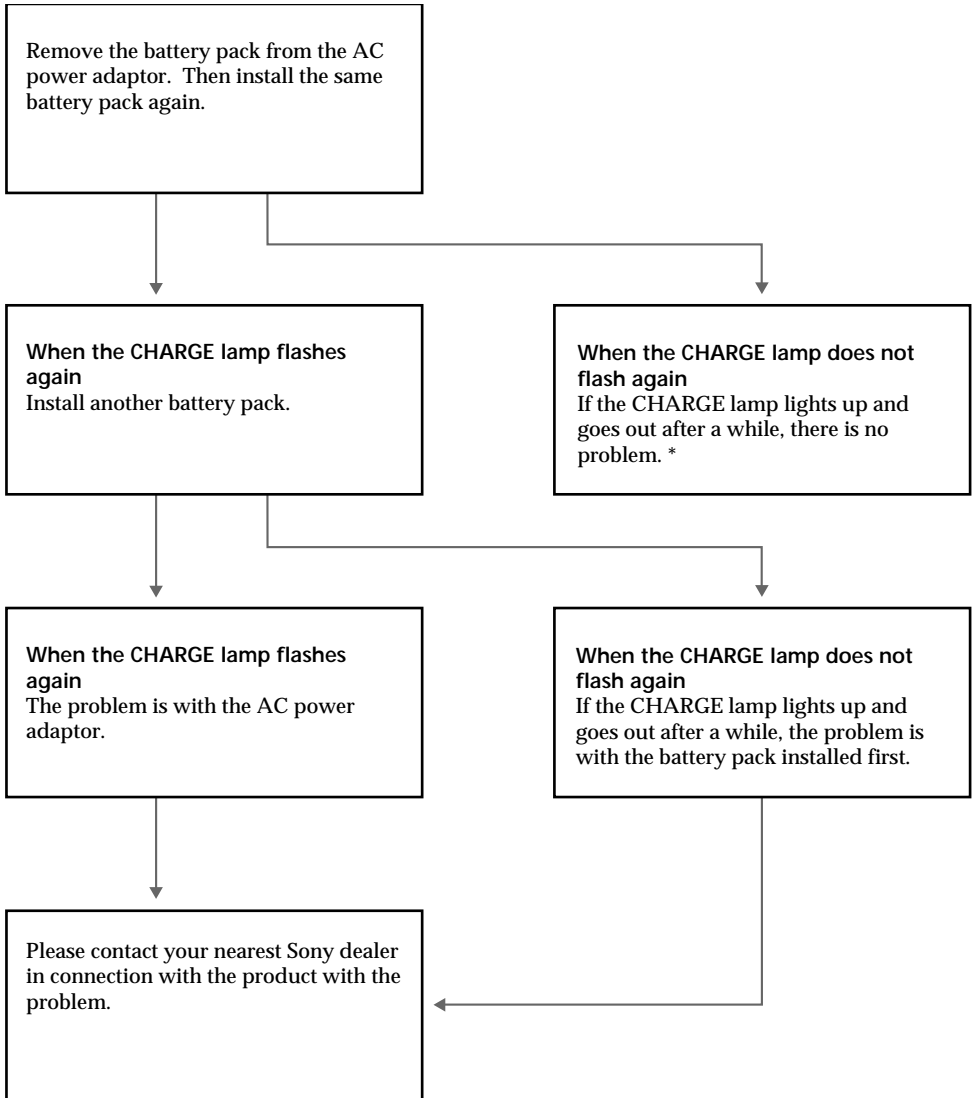 Remove the battery pack from the AC
power adaptor.  Then install the same
battery pack again.
When the CHARGE lamp flashes
again
Install another battery pack.
When the CHARGE lamp does not
flash again
If the CHARGE lamp lights up and
goes out after a while, there is no
problem. *
When the CHARGE lamp flashes
again
The problem is with the AC power
adaptor.
When the CHARGE lamp does not
flash again
If the CHARGE lamp lights up and
goes out after a while, the problem is
with the battery pack installed first.
Please contact your nearest Sony dealer
in connection with the product with the
problem.